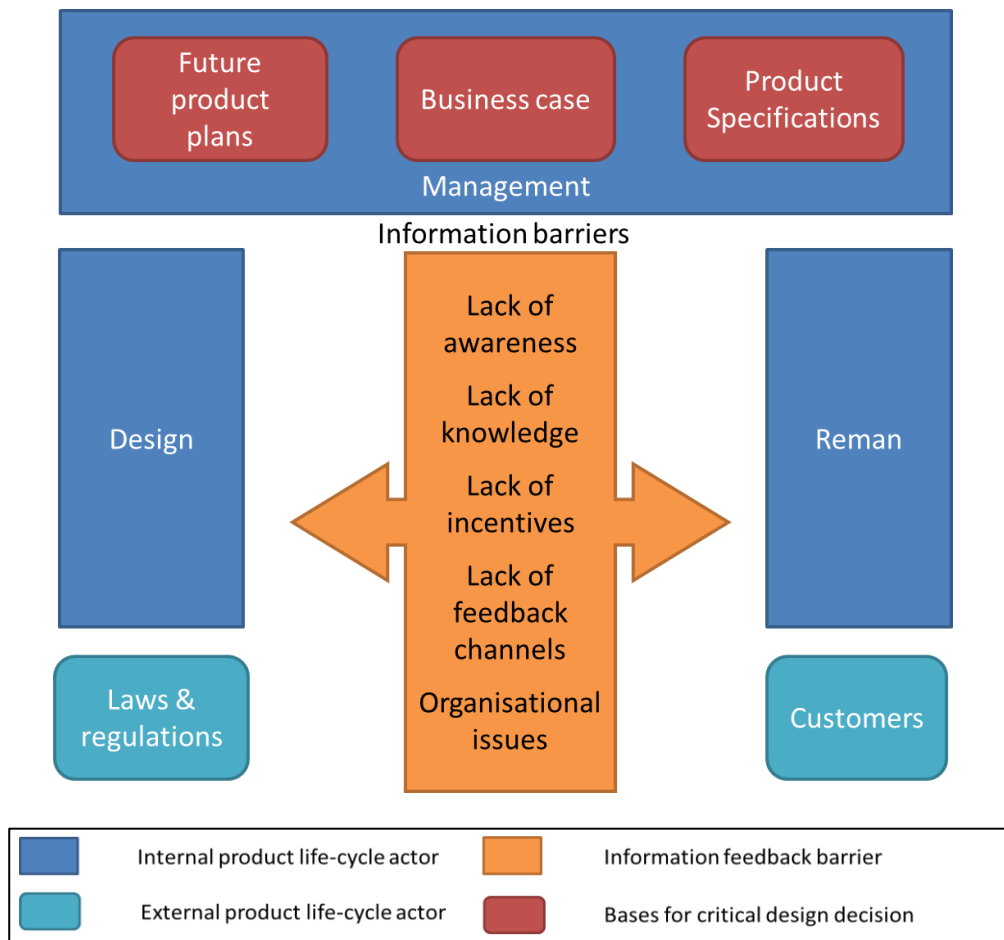 Future
product
plans
Business case
Product
Specifications
Management
Information barriers
Design
Lack of
awareness
Lack of
knowledge
Lack of
incentives
Lack of
feedback
channels
Organisational
issues
Reman
Laws &
regulations
Customers
Internal product life-cycle actor
Information feedback barrier
External product life-cycle actor
Bases for critical design decision